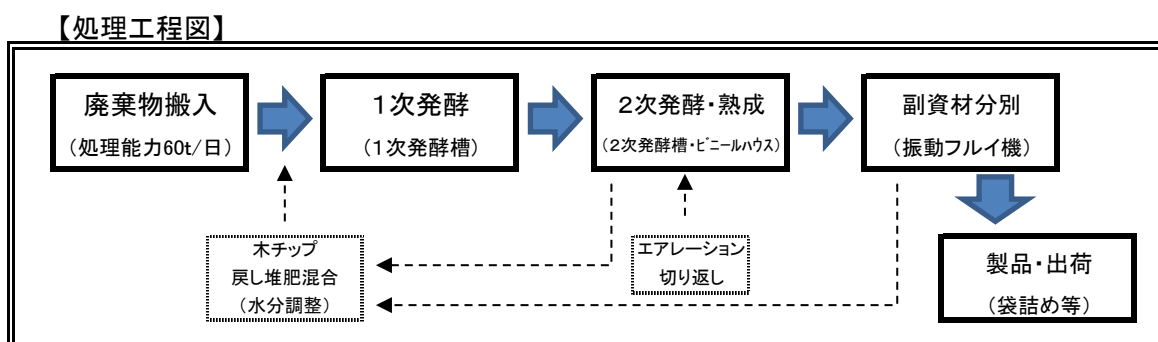 【処理工程図】
廃棄物搬入
（処理能力60t/日）
１次発酵
（１次発酵槽）
２次発酵・熟成
（２次発酵槽・ﾋﾞﾆｰﾙﾊｳｽ）
副資材分別
（振動フルイ機）
木チップ
戻し堆肥混合
（水分調整）
エアレーション
切り返し
製品・出荷
（袋詰め等）